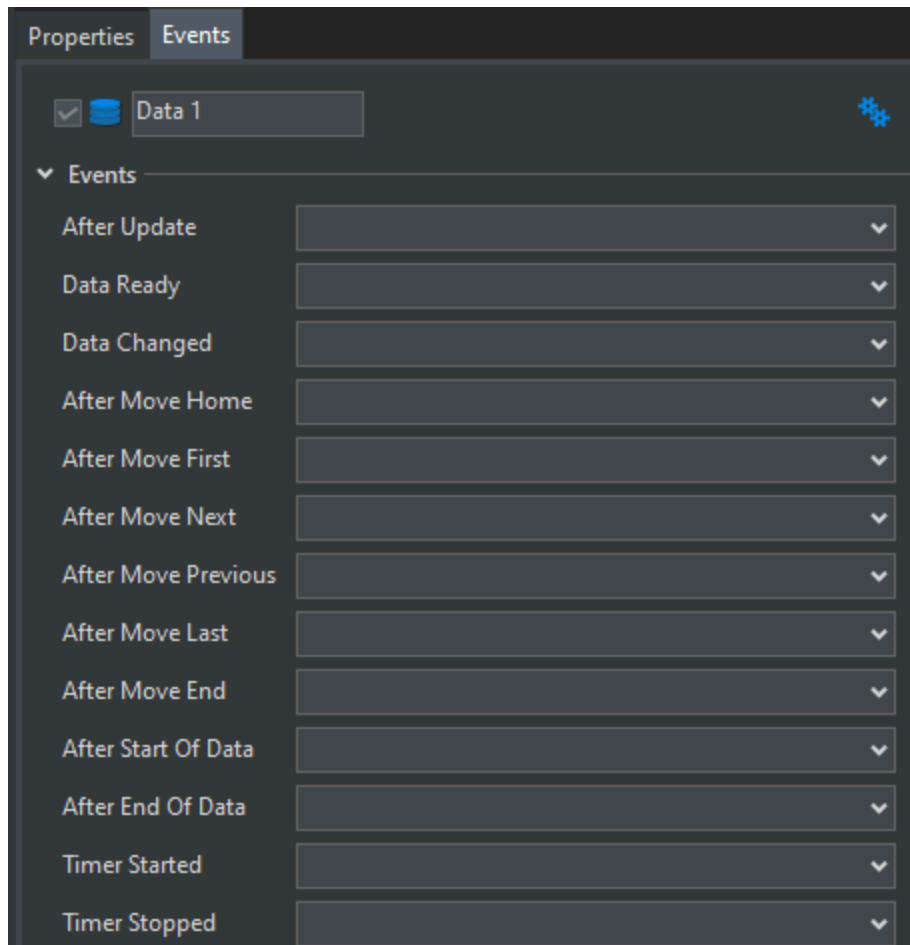 Properties Events
Data 1
Events
After Update
Data Ready
Data Changed
After Move Home
After Move First
After Move Next
After Move Previous
After Move Last
After Move End
After Start Of Data
After End Of Data
Timer Started
Timer Stopped